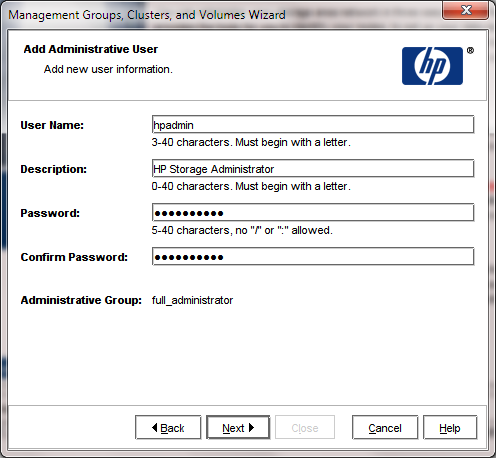 Management Groups, Clusters, and Volumes Wizard
Add Administrative User
Add new user information.
hp
®
User Name: hpadmin
3-40 characters. Must begin with a letter.
Description: HP Storage Administrator
0-40 characters. Must begin with a letter.
Password: ●●●●●●●●●●
5-40 characters, no "/" or ":" allowed.
Confirm Password: ●●●●●●●●●●
Administrative Group: full_administrator
Back Next Close Cancel Help